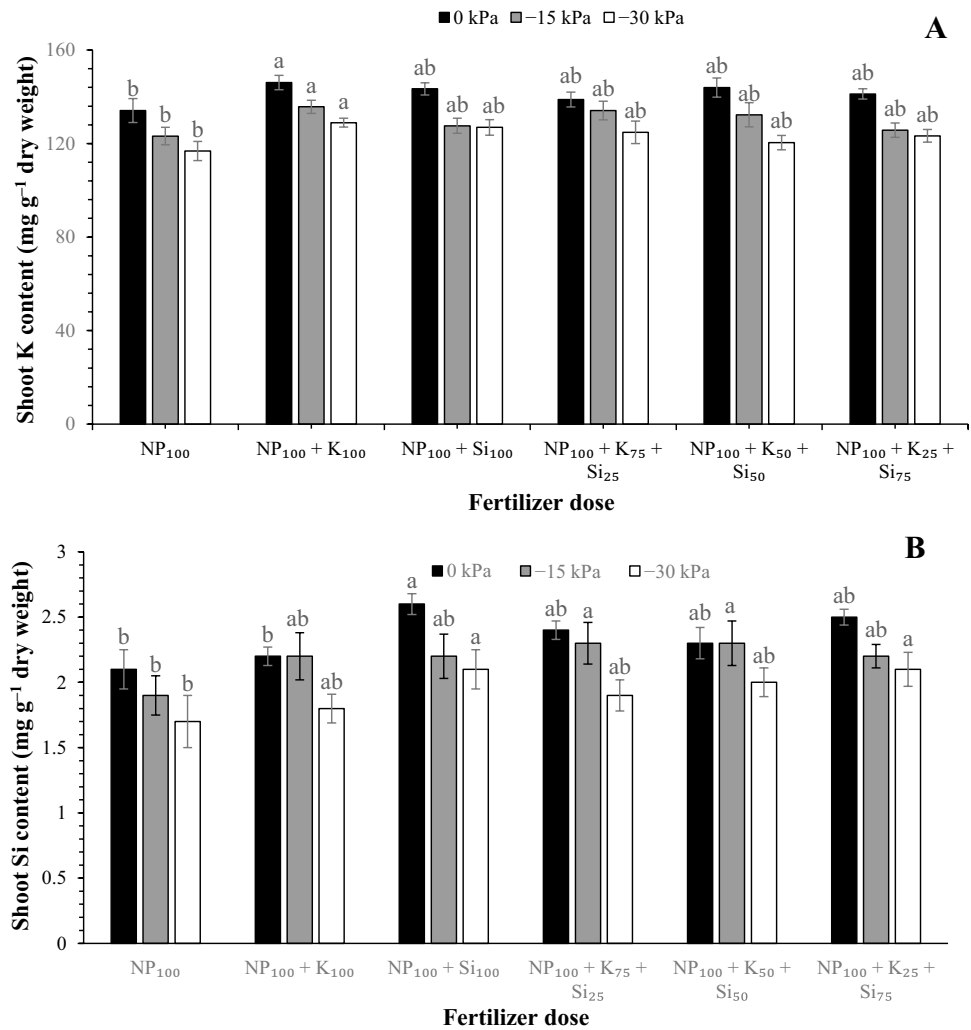 0 kPa −15 kPa −30 kPa
A
Shoot K content (mg g⁻¹ dry weight)
160
120
80
40
0
b b b
a a a
ab ab ab
ab ab ab
ab ab ab
ab ab ab
NP₁₀₀
NP₁₀₀ + K₁₀₀
NP₁₀₀ + Si₁₀₀
NP₁₀₀ + K₇₅ +
Si₂₅
NP₁₀₀ + K₅₀ +
Si₅₀
NP₁₀₀ + K₂₅ +
Si₇₅
Fertilizer dose
B
0 kPa −15 kPa −30 kPa
Shoot Si content (mg g⁻¹ dry weight)
3
2.5
2
1.5
1
0.5
0
b b b
b ab ab
a ab a
ab a ab
ab a ab
ab ab a
NP₁₀₀
NP₁₀₀ + K₁₀₀
NP₁₀₀ + Si₁₀₀
NP₁₀₀ + K₇₅ +
Si₂₅
NP₁₀₀ + K₅₀ +
Si₅₀
NP₁₀₀ + K₂₅ +
Si₇₅
Fertilizer dose